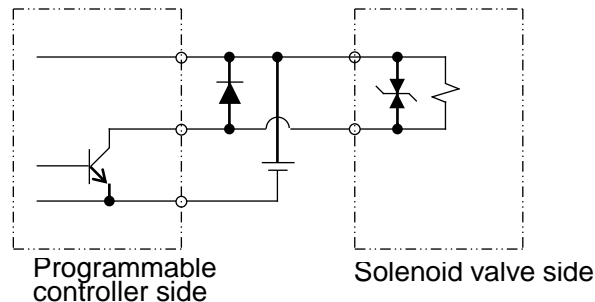 Programmable
controller side
Solenoid valve side